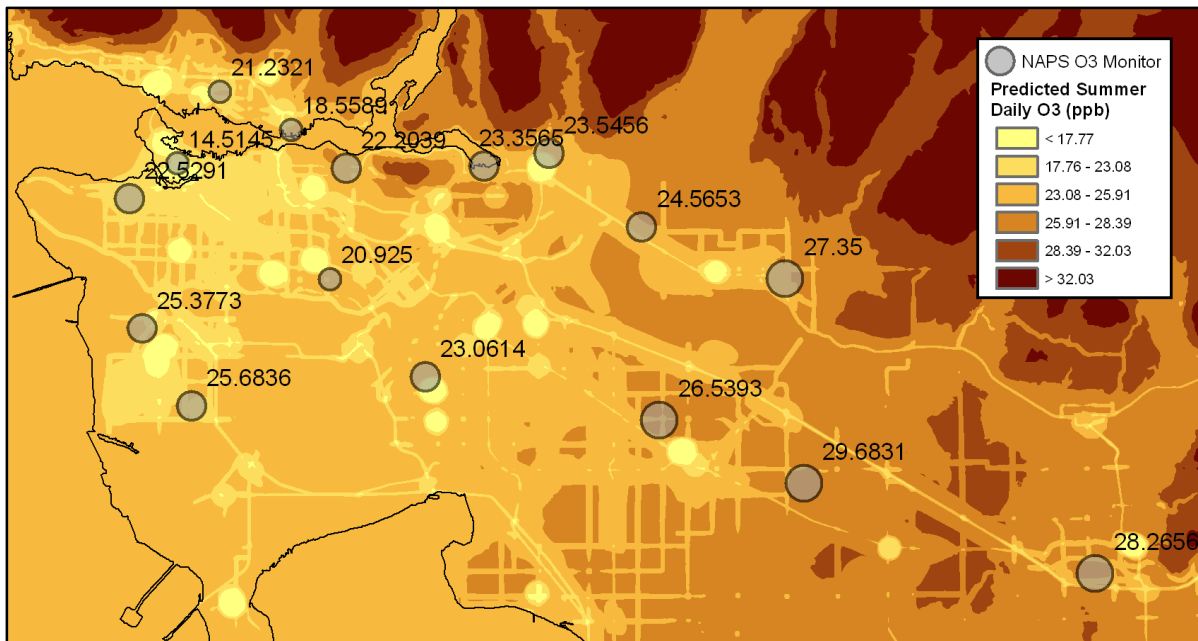 21.2321
18.5589
14.5145
22.2039
23.3565
23.5456
22.5291
24.5653
27.35
20.925
25.3773
23.0614
25.6836
26.5393
29.6831
28.2656
NAPS O3 Monitor
Predicted Summer
Daily O3 (ppb)
< 17.77
17.76 - 23.08
23.08 - 25.91
25.91 - 28.39
28.39 - 32.03
> 32.03